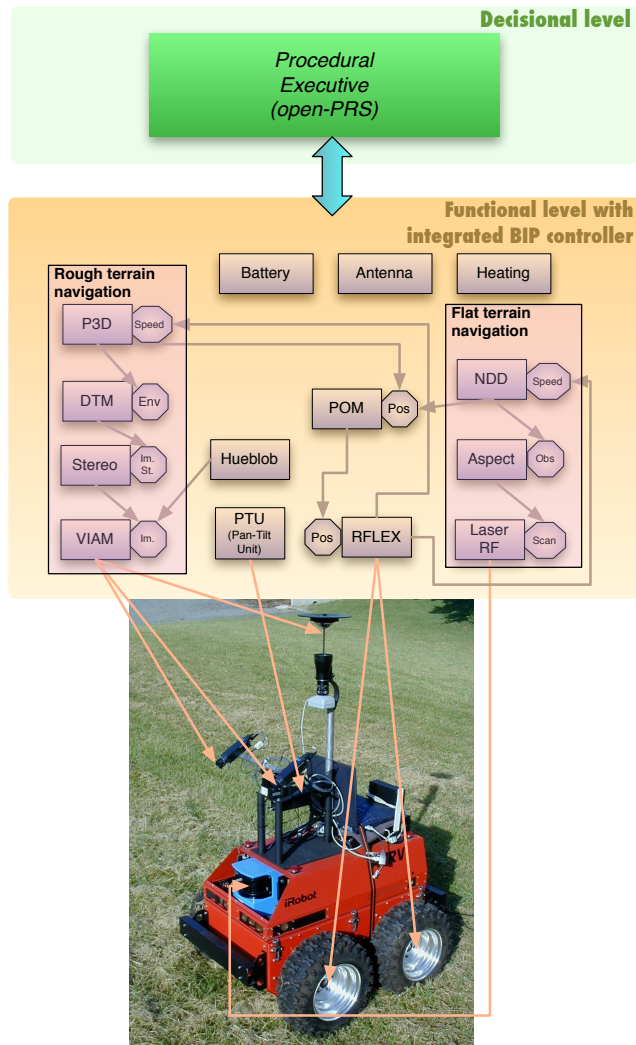 Decisional level
Procedural
Executive
(open-PRS)
Functional level with
integrated BIP controller
Battery
Antenna
Heating
Rough terrain
navigation
P3D
Speed
DTM
Env
Stereo
Im.
St.
VIAM
Im.
Hueblob
PTU
(Pan-Tilt
Unit)
POM
Pos
Pos
RFLEX
Flat terrain
navigation
NDD
Speed
Aspect
Obs
Laser
RF
Scan
iRobot
RV